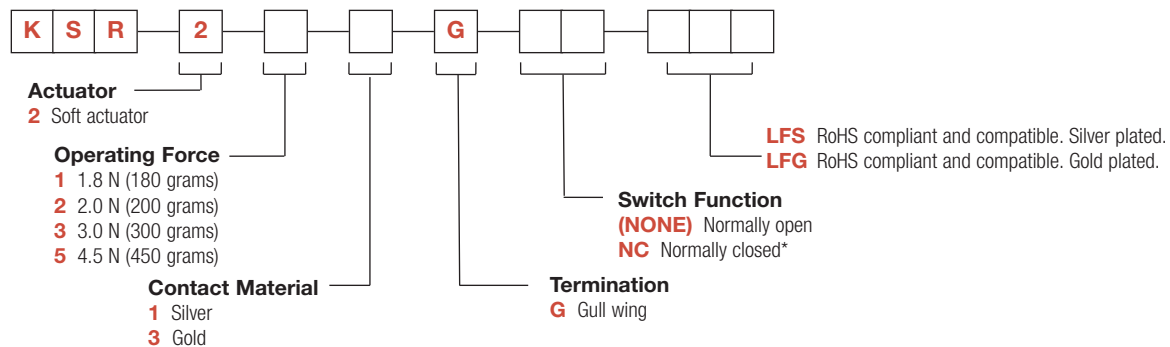 K S R 2 G
Actuator
2 Soft actuator
Operating Force
1 1.8 N (180 grams)
2 2.0 N (200 grams)
3 3.0 N (300 grams)
5 4.5 N (450 grams)
Contact Material
1 Silver
3 Gold
Termination
G Gull wing
Switch Function
(NONE) Normally open
NC Normally closed*
LFS RoHS compliant and compatible. Silver plated.
LFG RoHS compliant and compatible. Gold plated.